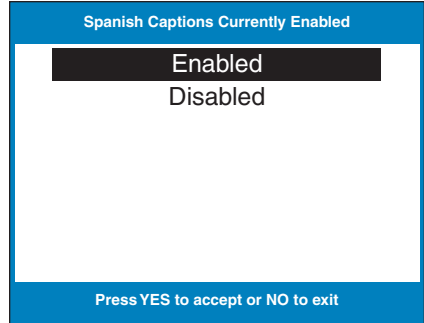 Spanish Captions Currently Enabled
Enabled
Disabled
Press YES to accept or NO to exit